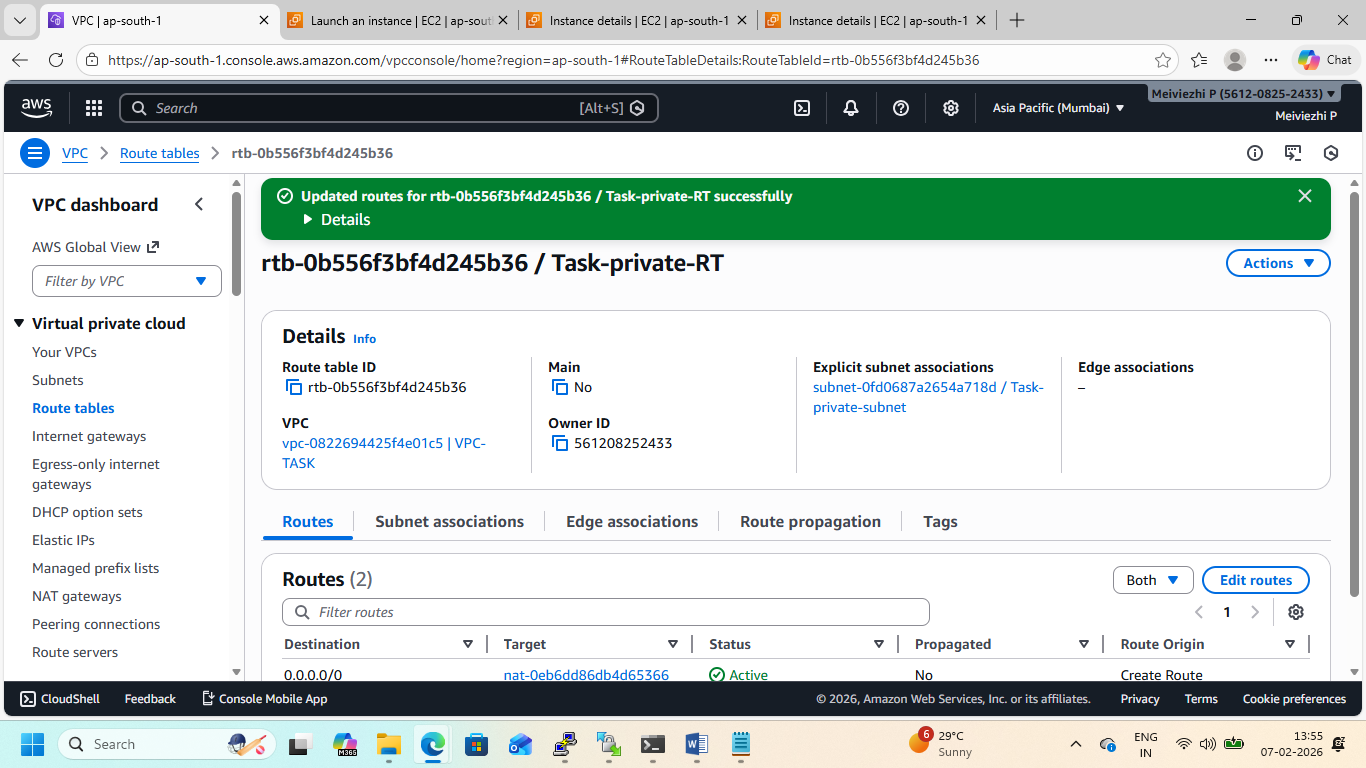 VPC | ap-south-1
Launch an instance | EC2 | ap-sout
Instance details | EC2 | ap-south-1
Instance details | EC2 | ap-south-1
https://ap-south-1.console.aws.amazon.com/vpcconsole/home?region=ap-south-1#RouteTableDetails:RouteTableId=rtb-0b556f3bf4d245b36
Chat
aws
Search
[Alt+S]
Asia Pacific (Mumbai)
Meiviezhi P (5612-0825-2433)
Meiviezhi P
VPC
Route tables
rtb-0b556f3bf4d245b36
VPC dashboard
AWS Global View
Filter by VPC
Virtual private cloud
Your VPCs
Subnets
Route tables
Internet gateways
Egress-only internet
gateways
DHCP option sets
Elastic IPs
Managed prefix lists
NAT gateways
Peering connections
Route servers
Updated routes for rtb-0b556f3bf4d245b36 / Task-private-RT successfully
Details
rtb-0b556f3bf4d245b36 / Task-private-RT
Actions
Details Info
Route table ID
rtb-0b556f3bf4d245b36
Main
No
Explicit subnet associations
subnet-0fd0687a2654a718d / Task-
private-subnet
Edge associations
–
VPC
vpc-0822694425f4e01c5 | VPC-
TASK
Owner ID
561208252433
Routes
Subnet associations
Edge associations
Route propagation
Tags
Routes (2)
Both
Edit routes
Filter routes
1
Destination
Target
Status
Propagated
Route Origin
0.0.0.0/0
nat-0eb6dd86db4d65366
Active
No
Create Route
CloudShell
Feedback
Console Mobile App
© 2026, Amazon Web Services, Inc. or its affiliates.
Privacy
Terms
Cookie preferences
Search
M365
6
29°C
Sunny
ENG
IN
13:55
07-02-2026